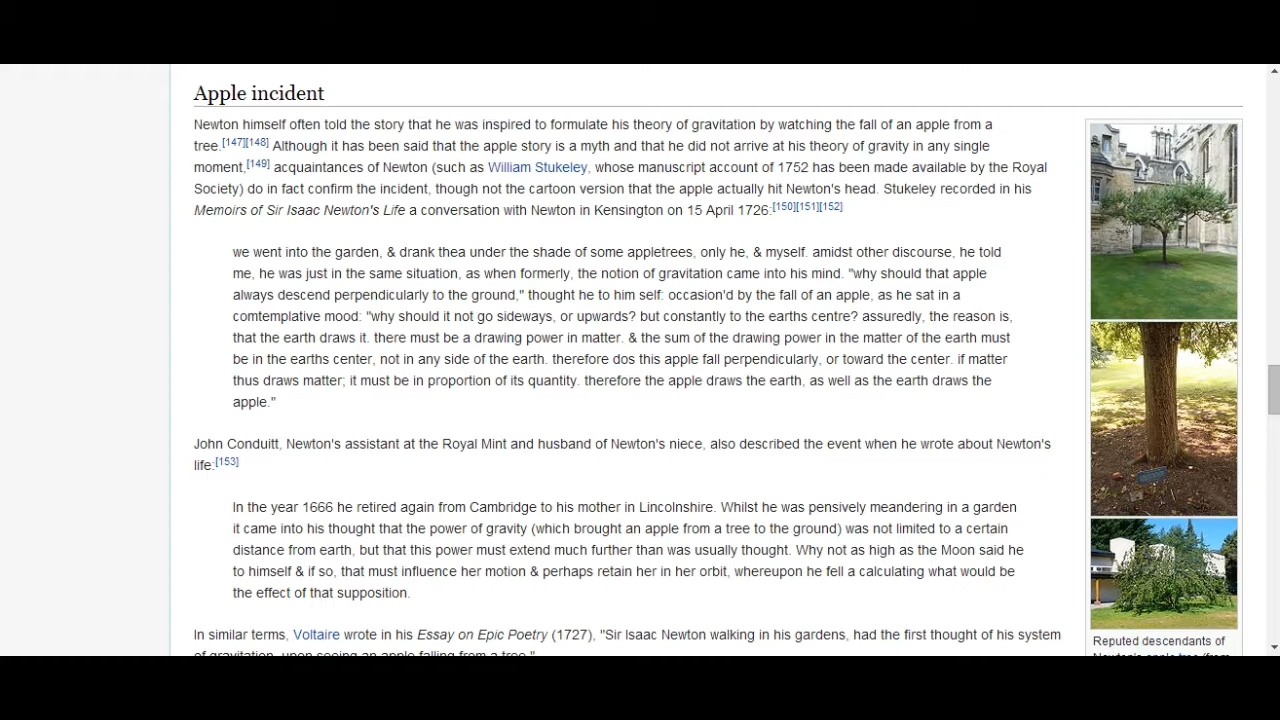 Apple incident
Newton himself often told the story that he was inspired to formulate his theory of gravitation by watching the fall of an apple from a
tree.[147][148] Although it has been said that the apple story is a myth and that he did not arrive at his theory of gravity in any single
moment,[149] acquaintances of Newton (such as William Stukeley, whose manuscript account of 1752 has been made available by the Royal
Society) do in fact confirm the incident, though not the cartoon version that the apple actually hit Newton's head. Stukeley recorded in his
Memoirs of Sir Isaac Newton's Life a conversation with Newton in Kensington on 15 April 1726:[150][151][152]
we went into the garden, & drank thea under the shade of some appletrees, only he, & myself. amidst other discourse, he told
me, he was just in the same situation, as when formerly, the notion of gravitation came into his mind. "why should that apple
always descend perpendicularly to the ground," thought he to him self: occasion'd by the fall of an apple, as he sat in a
comtemplative mood: "why should it not go sideways, or upwards? but constantly to the earths centre? assuredly, the reason is,
that the earth draws it. there must be a drawing power in matter. & the sum of the drawing power in the matter of the earth must
be in the earths center, not in any side of the earth. therefore dos this apple fall perpendicularly, or toward the center. if matter
thus draws matter; it must be in proportion of its quantity. therefore the apple draws the earth, as well as the earth draws the
apple."
John Conduitt, Newton's assistant at the Royal Mint and husband of Newton's niece, also described the event when he wrote about Newton's
life:[153]
In the year 1666 he retired again from Cambridge to his mother in Lincolnshire. Whilst he was pensively meandering in a garden
it came into his thought that the power of gravity (which brought an apple from a tree to the ground) was not limited to a certain
distance from earth, but that this power must extend much further than was usually thought. Why not as high as the Moon said he
to himself & if so, that must influence her motion & perhaps retain her in her orbit, whereupon he fell a calculating what would be
the effect of that supposition.
In similar terms, Voltaire wrote in his Essay on Epic Poetry (1727), "Sir Isaac Newton walking in his gardens, had the first thought of his system
of gravitation, upon seeing an apple falling from a tree."
Reputed descendants of
Newton's apple tree (from